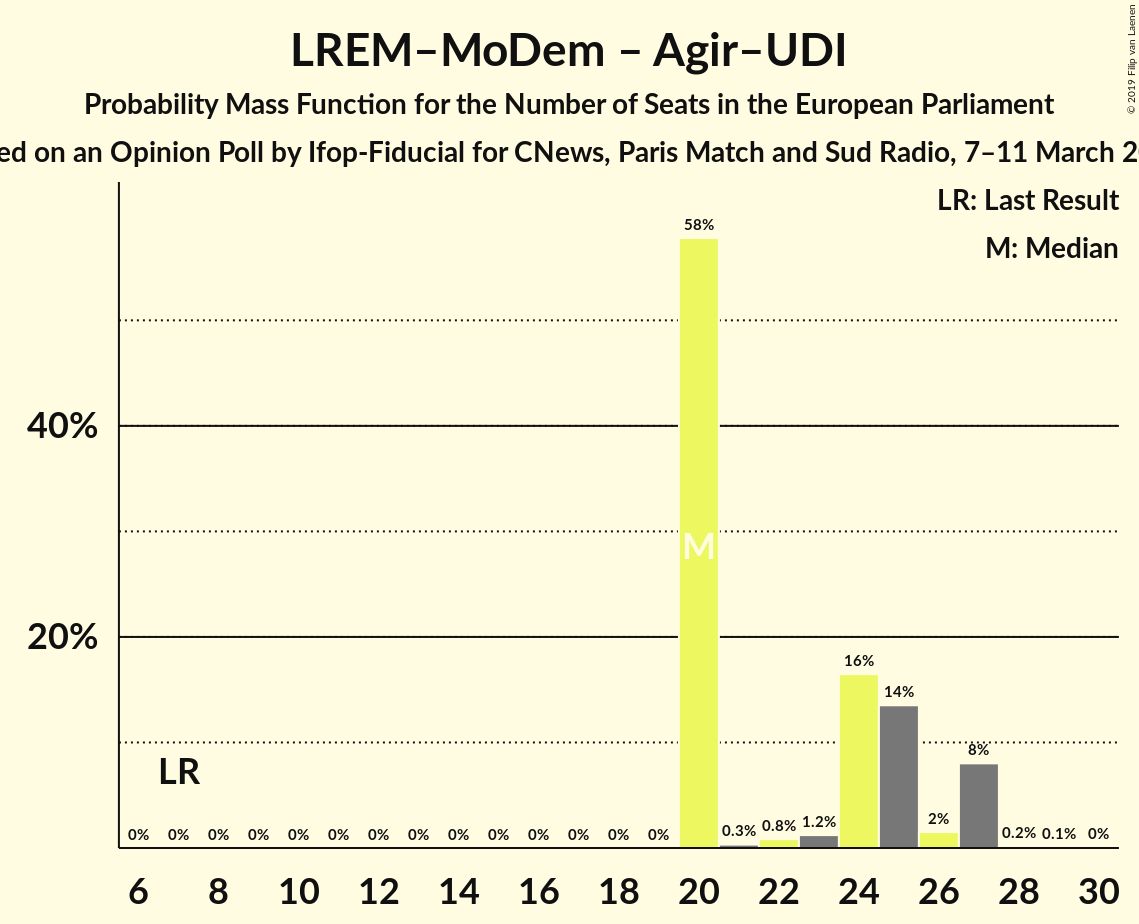 LREM–MoDem – Agir–UDI
Probability Mass Function for the Number of Seats in the European Parliament
ed on an Opinion Poll by Ifop-Fiducial for CNews, Paris Match and Sud Radio, 7–11 March 2
© 2019 Filip van Laenen
LR: Last Result
M: Median
58%
40%
M
20%
16%
14%
8%
LR
0% 0% 0% 0% 0% 0% 0% 0% 0% 0% 0% 0% 0% 0% 0.3% 0.8% 1.2% 2% 0.2% 0.1% 0%
6 8 10 12 14 16 18 20 22 24 26 28 30